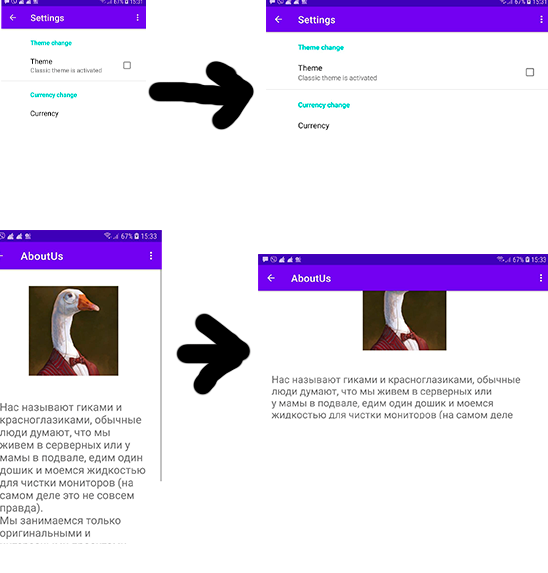 67% 15:31
Settings
Theme change
Theme
Classic theme is activated
Currency change
Currency
67% 15:31
Settings
Theme change
Theme
Classic theme is activated
Currency change
Currency
67% 15:33
AboutUs
Нас называют гиками и
красноглазиками, обычные
люди думают, что мы
живем в серверных или у
мамы в подвале, едим один
дошик и моемся жидкостью
для чистки мониторов (на
самом деле это не совсем
правда).
Мы занимаемся только
оригинальными и
67% 15:33
AboutUs
Нас называют гиками и красноглазиками, обычные
люди думают, что мы живем в серверных или
у мамы в подвале, едим один дошик и моемся
жидкостью для чистки мониторов (на самом деле